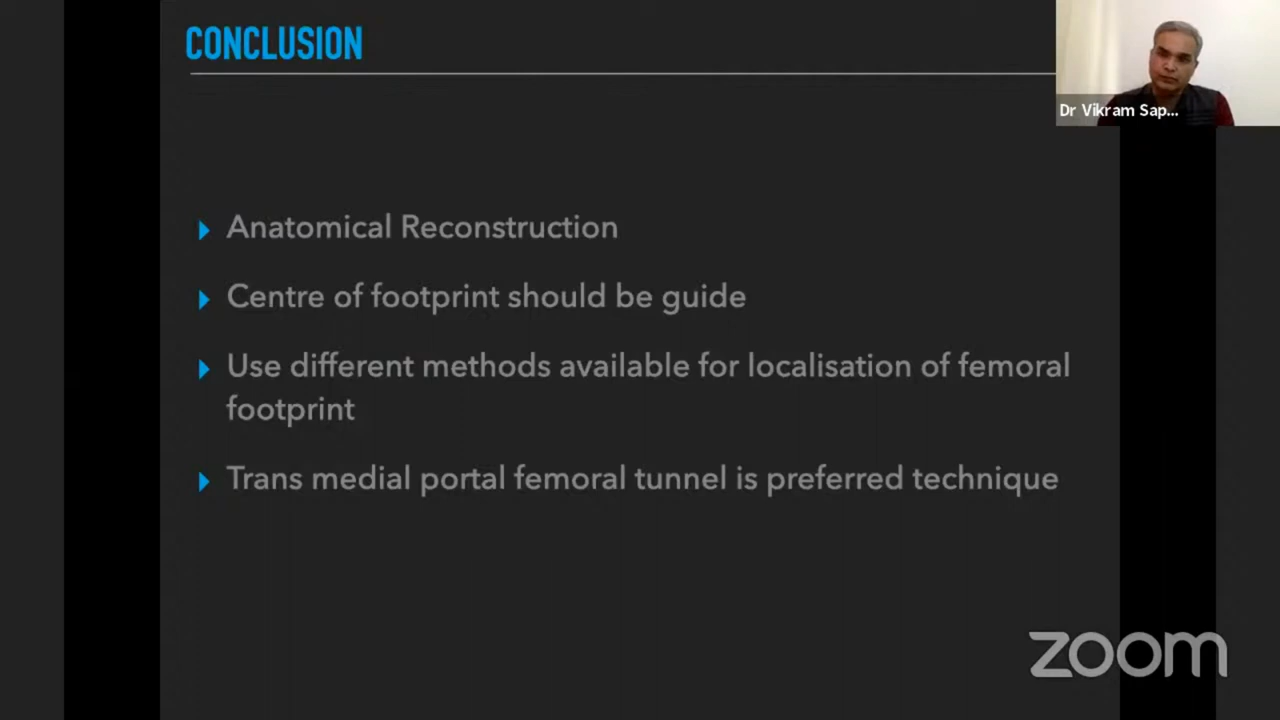 CONCLUSION
Dr Vikram Sap...
Anatomical Reconstruction
Centre of footprint should be guide
Use different methods available for localisation of femoral
footprint
Trans medial portal femoral tunnel is preferred technique
zoom